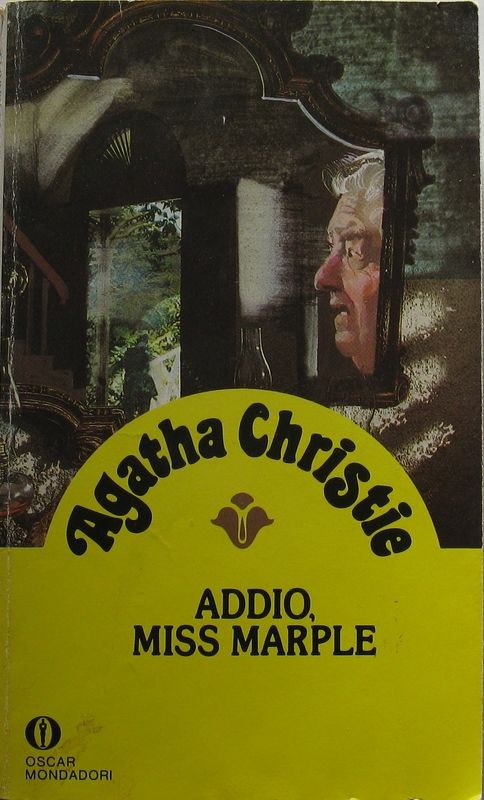 Agatha Christie
ADDIO,
MISS MARPLE
OSCAR
MONDADORI